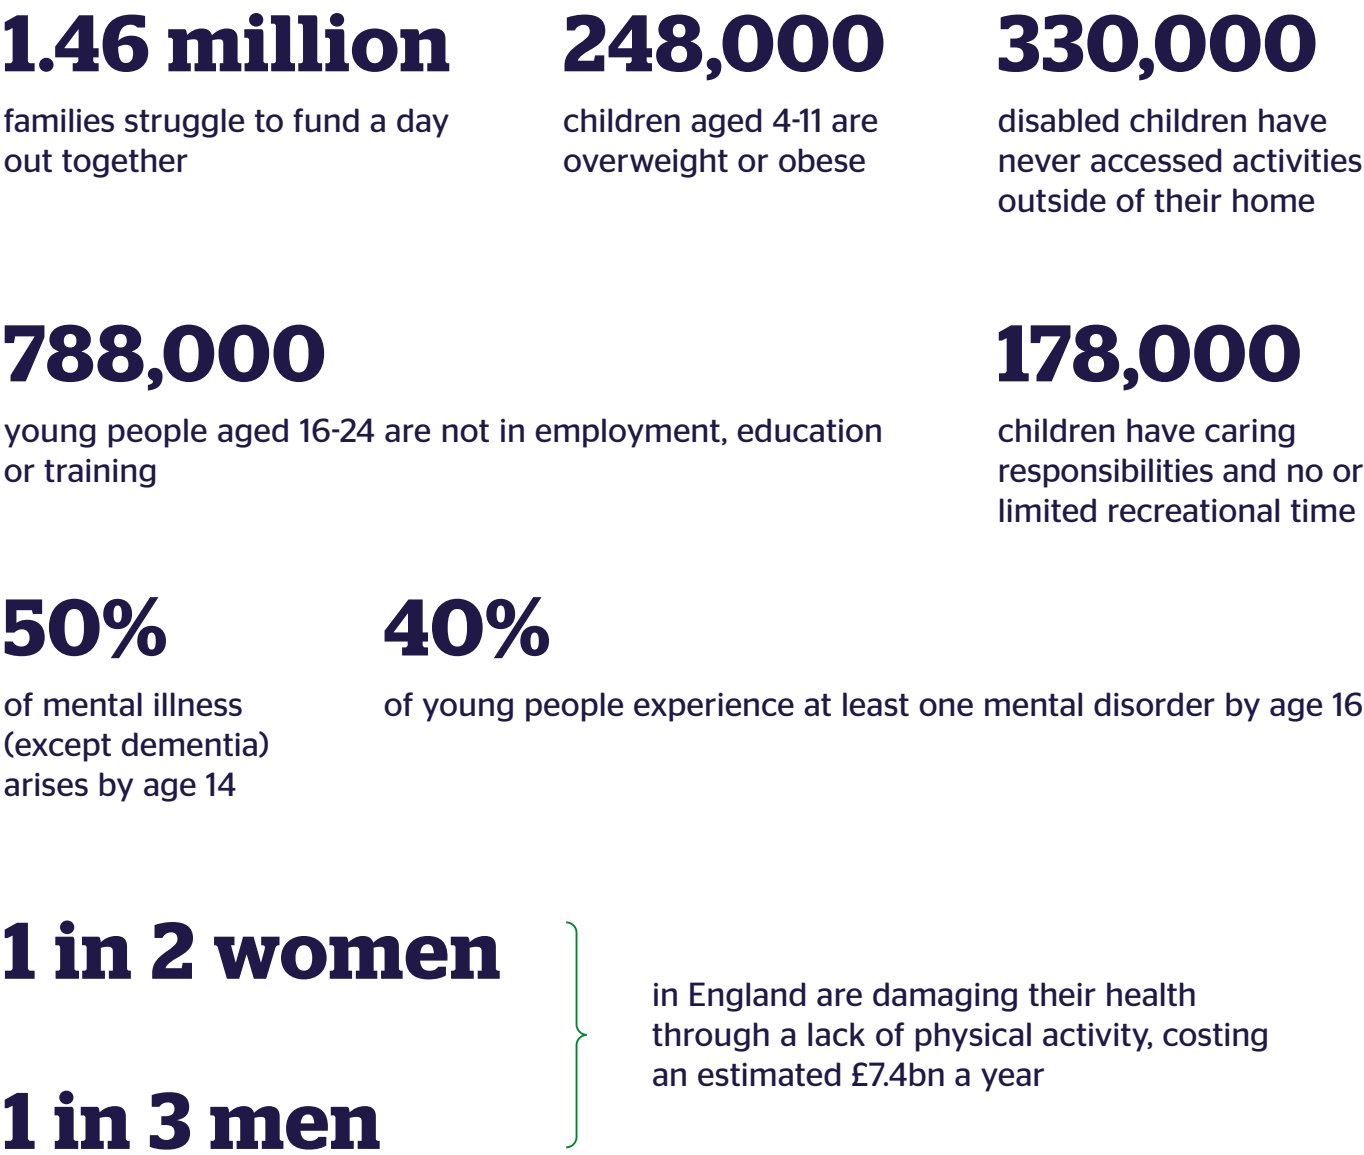 1.46 million
families struggle to fund a day
out together
248,000
children aged 4-11 are
overweight or obese
330,000
disabled children have
never accessed activities
outside of their home
788,000
young people aged 16-24 are not in employment, education
or training
178,000
children have caring
responsibilities and no or
limited recreational time
50%
of mental illness
(except dementia)
arises by age 14
40%
of young people experience at least one mental disorder by age 16
1 in 2 women
1 in 3 men
in England are damaging their health
through a lack of physical activity, costing
an estimated £7.4bn a year